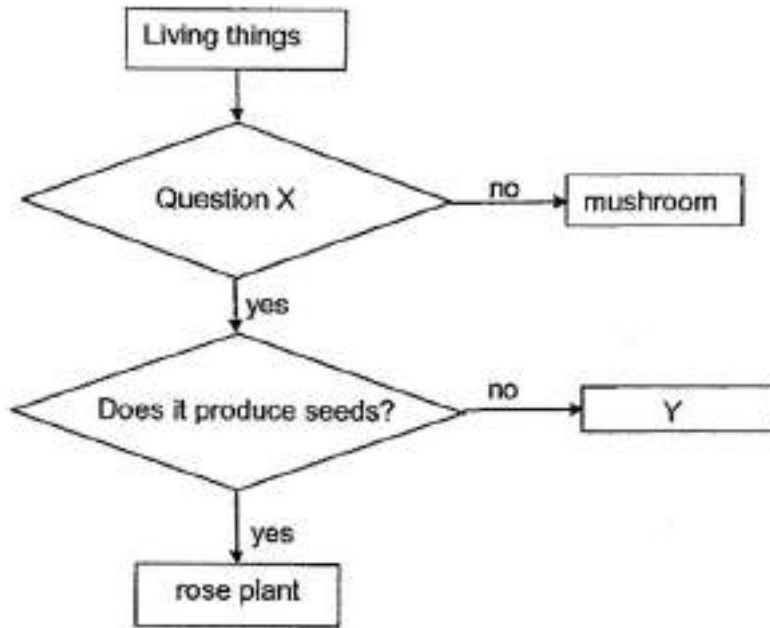 Living things
Question X
no
mushroom
yes
Does it produce seeds?
no
Y
yes
rose plant